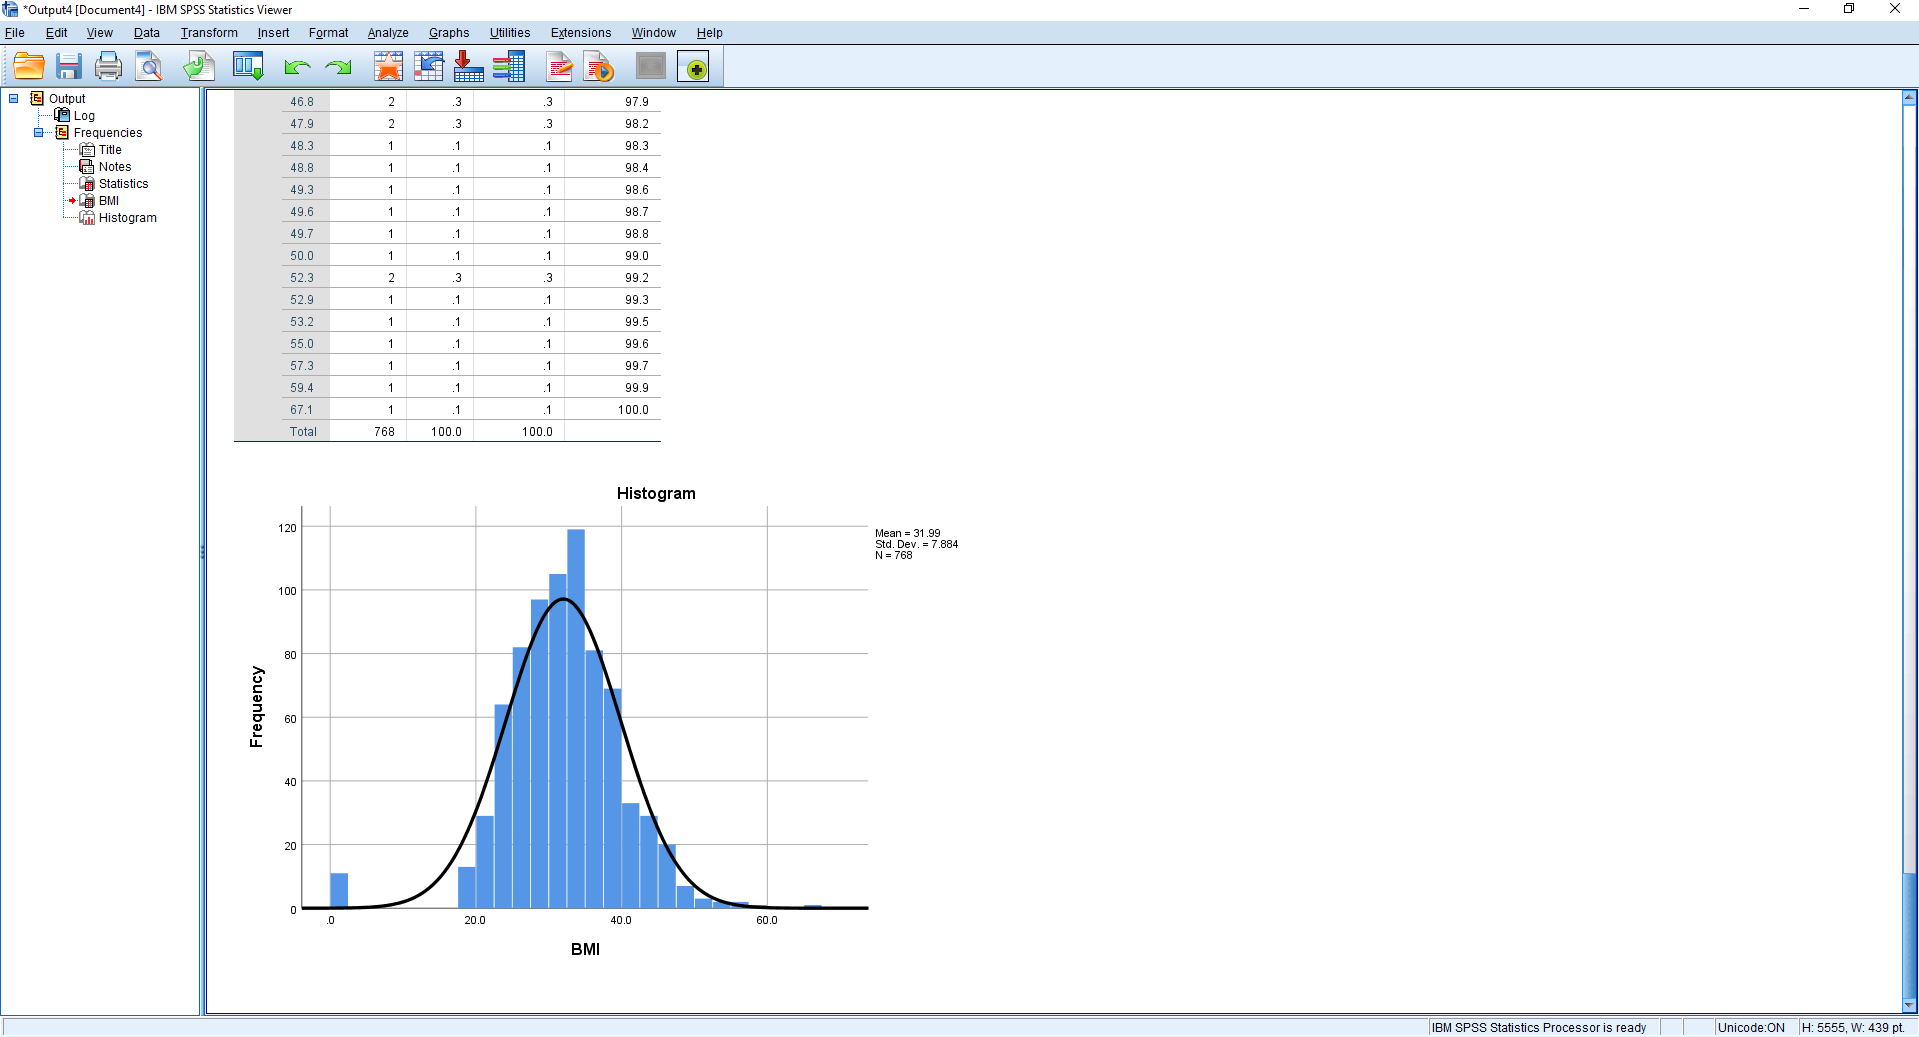 *Output4 [Document4] - IBM SPSS Statistics Viewer
File Edit View Data Transform Insert Format Analyze Graphs Utilities Extensions Window Help
Output
Log
Frequencies
Title
Notes
Statistics
BMI
Histogram
46.8 2 .3 .3 97.9
47.9 2 .3 .3 98.2
48.3 1 .1 .1 98.3
48.8 1 .1 .1 98.4
49.3 1 .1 .1 98.6
49.6 1 .1 .1 98.7
49.7 1 .1 .1 98.8
50.0 1 .1 .1 99.0
52.3 2 .3 .3 99.2
52.9 1 .1 .1 99.3
53.2 1 .1 .1 99.5
55.0 1 .1 .1 99.6
57.3 1 .1 .1 99.7
59.4 1 .1 .1 99.9
67.1 1 .1 .1 100.0
Total 768 100.0 100.0
Histogram
Mean = 31.99
Std. Dev. = 7.884
N = 768
120
100
80
60
40
20
0
Frequency
.0 20.0 40.0 60.0
BMI
IBM SPSS Statistics Processor is ready Unicode:ON H: 5555, W: 439 pt.